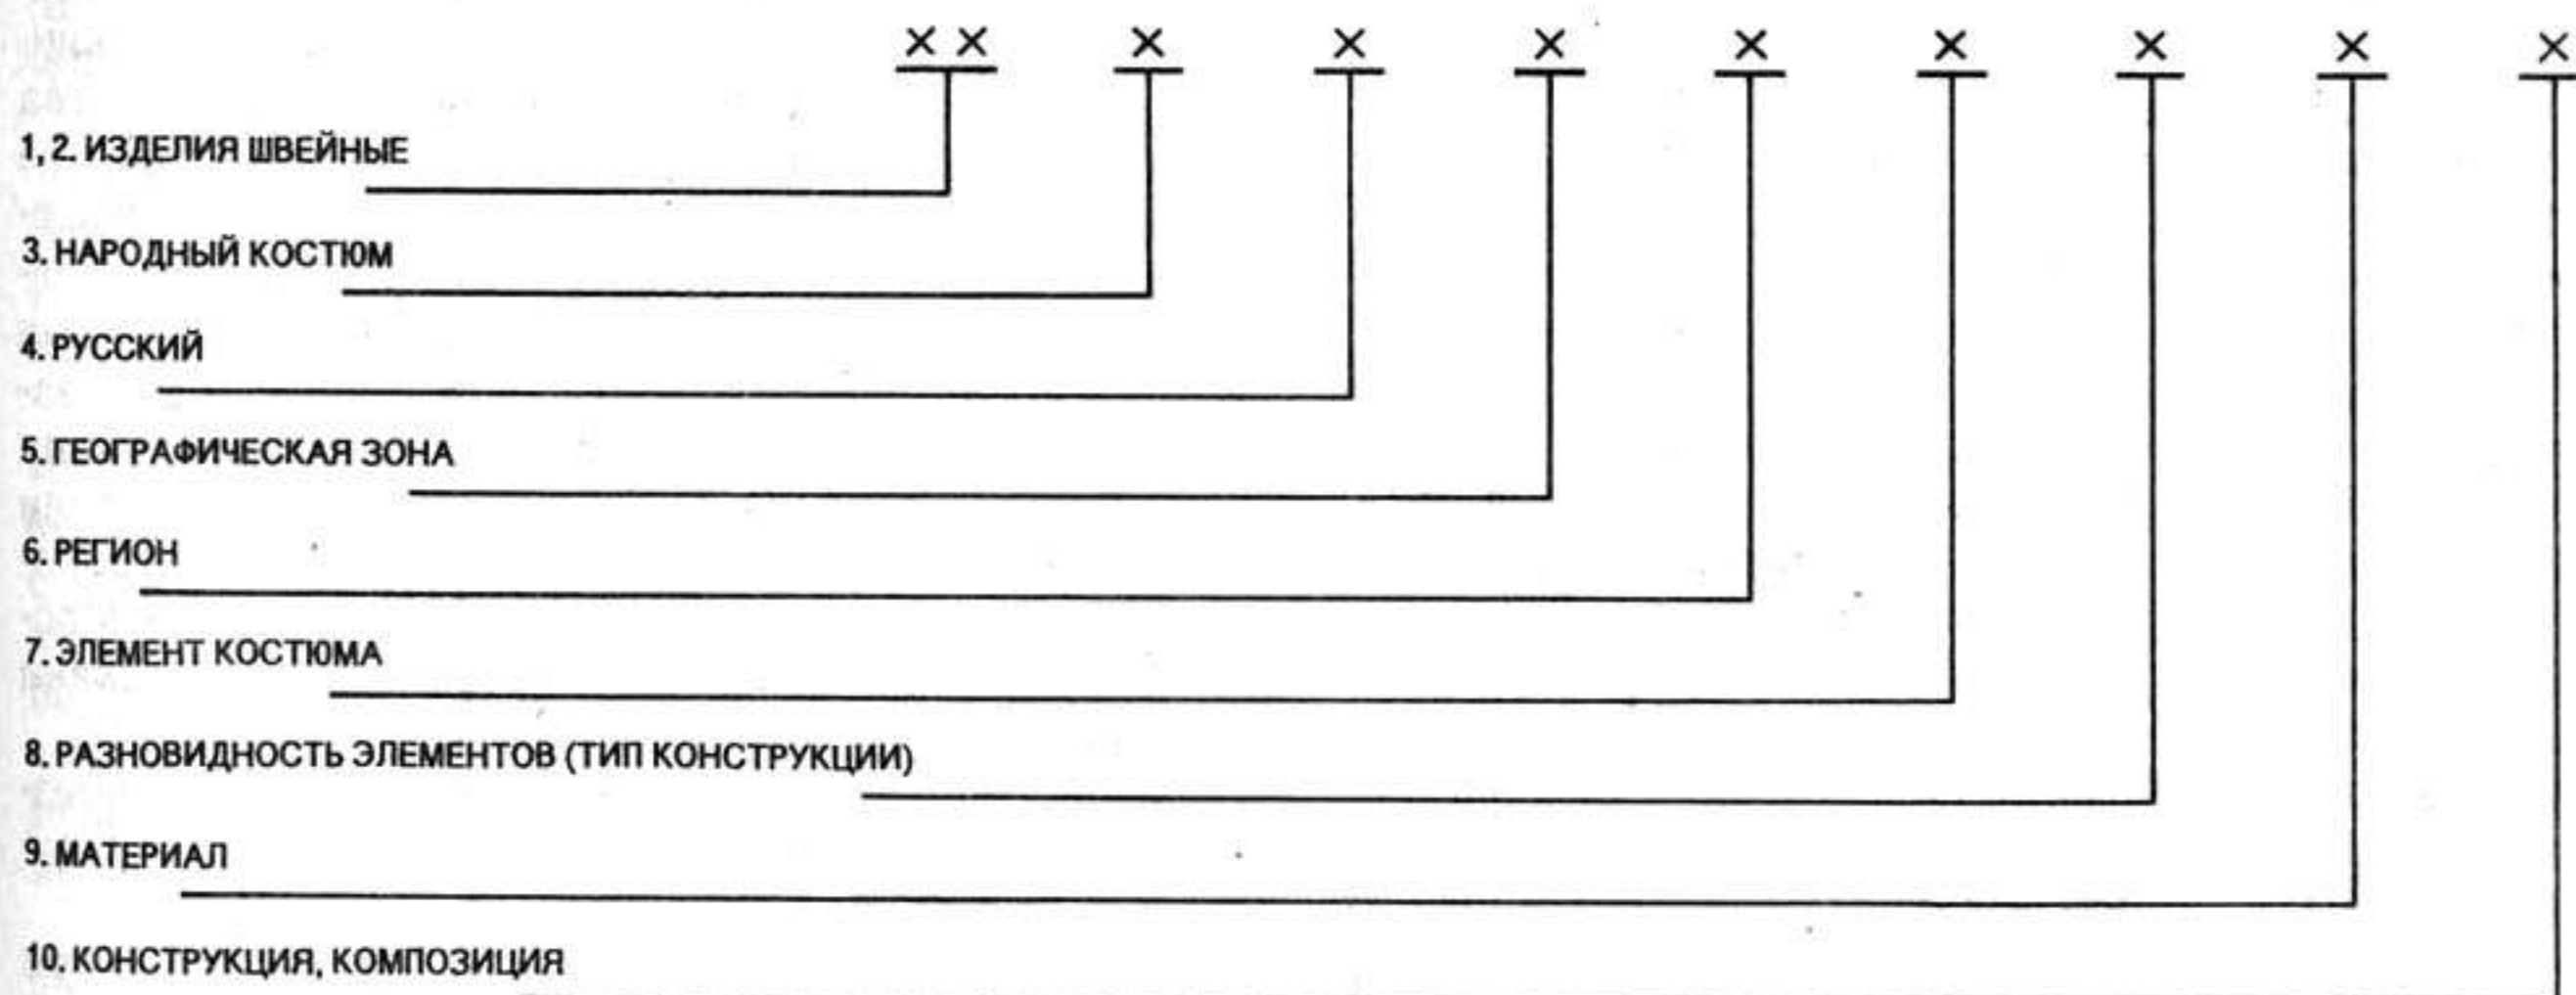 × × × × × × × × × ×
1, 2. ИЗДЕЛИЯ ШВЕЙНЫЕ
3. НАРОДНЫЙ КОСТЮМ
4. РУССКИЙ
5. ГЕОГРАФИЧЕСКАЯ ЗОНА
6. РЕГИОН
7. ЭЛЕМЕНТ КОСТЮМА
8. РАЗНОВИДНОСТЬ ЭЛЕМЕНТОВ (ТИП КОНСТРУКЦИИ)
9. МАТЕРИАЛ
10. КОНСТРУКЦИЯ, КОМПОЗИЦИЯ